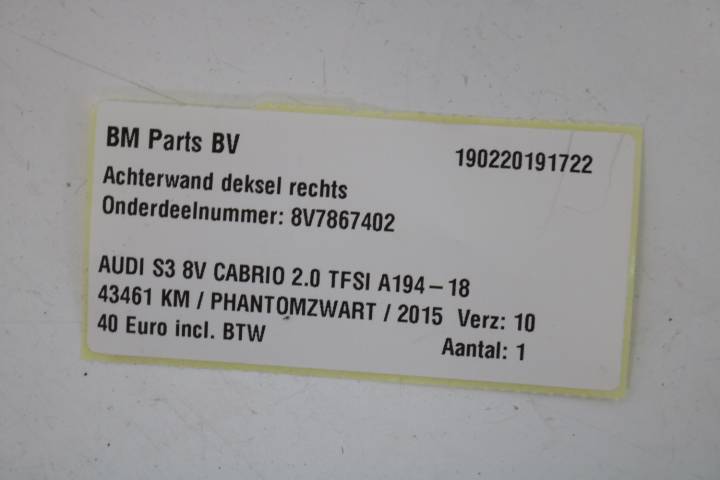 BM Parts BV 190220191722
Achterwand deksel rechts
Onderdeelnummer: 8V7867402
AUDI S3 8V CABRIO 2.0 TFSI A194-18
43461 KM / PHANTOMZWART / 2015 Verz: 10
40 Euro incl. BTW Aantal: 1